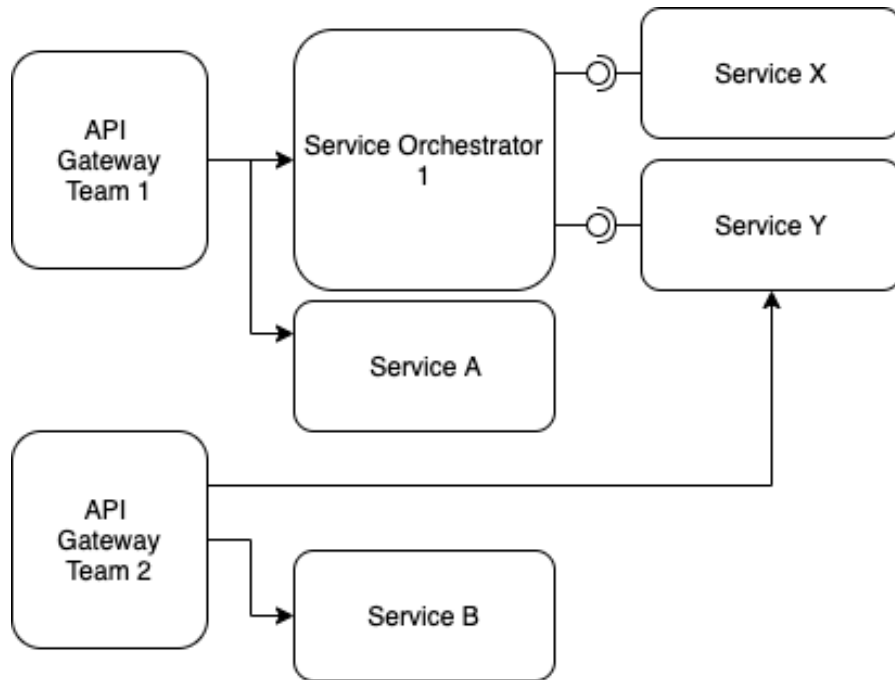 API
Gateway
Team 1
Service Orchestrator
1
Service X
Service Y
Service A
API
Gateway
Team 2
Service B